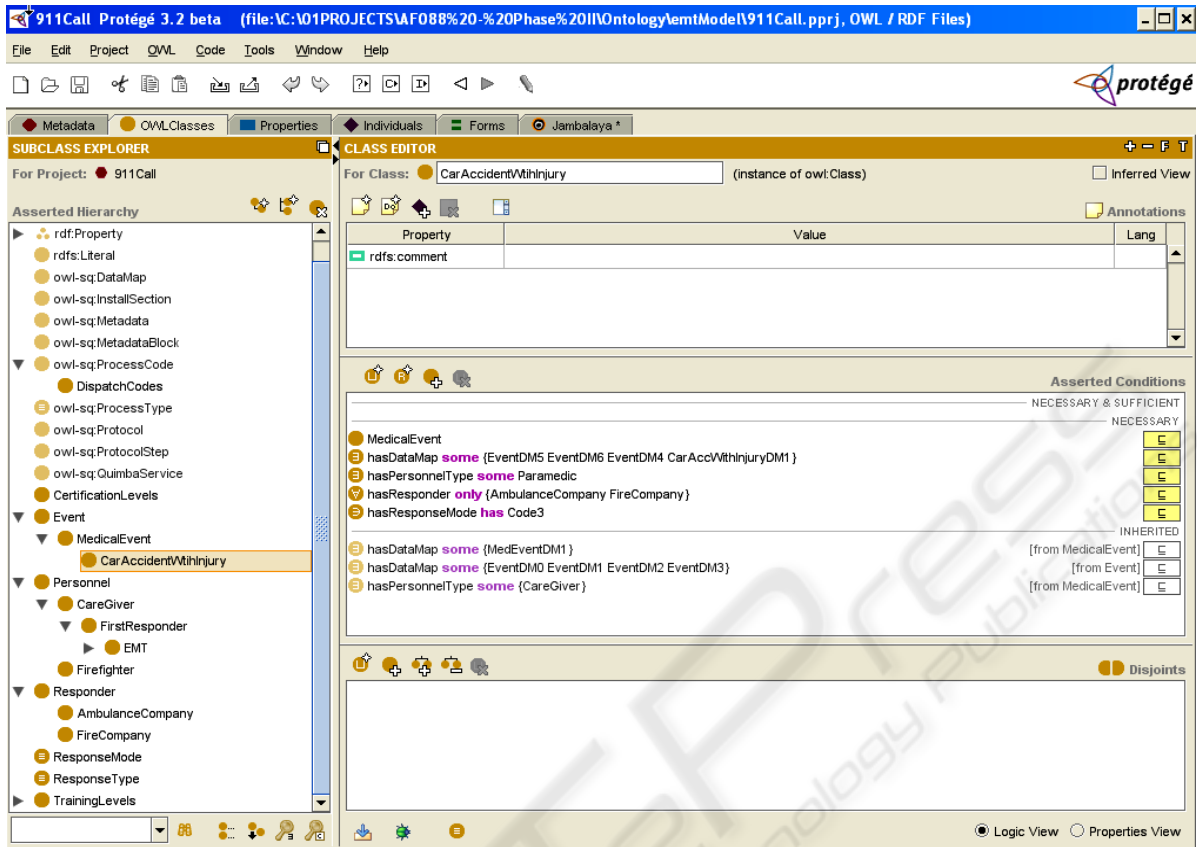 911Call Protégé 3.2 beta (file:\C:\01PROJECTS\AF088%20-%20Phase%20II\Ontology\emtModel\911Call.pprj, OWL / RDF Files)
File Edit Project OWL Code Tools Window Help
protégé
Metadata OWLClasses Properties Individuals Forms Jambalaya *
SUBCLASS EXPLORER
For Project: 911Call
Asserted Hierarchy
rdf:Property
rdfs:Literal
owl-sq:DataMap
owl-sq:InstallSection
owl-sq:Metadata
owl-sq:MetadataBlock
owl-sq:ProcessCode
DispatchCodes
owl-sq:ProcessType
owl-sq:Protocol
owl-sq:ProtocolStep
owl-sq:QuimbaService
CertificationLevels
Event
MedicalEvent
CarAccidentWtihInjury
Personnel
CareGiver
FirstResponder
EMT
Firefighter
Responder
AmbulanceCompany
FireCompany
ResponseMode
ResponseType
TrainingLevels
CLASS EDITOR F T
For Class: CarAccidentWtihInjury (instance of owl:Class) Inferred View
Annotations
Property Value Lang
rdfs:comment
Asserted Conditions
NECESSARY & SUFFICIENT
NECESSARY
MedicalEvent
hasDataMap some {EventDM5 EventDM6 EventDM4 CarAccWithInjuryDM1}
hasPersonnelType some Paramedic
hasResponder only {AmbulanceCompany FireCompany}
hasResponseMode has Code3
INHERITED
hasDataMap some {MedEventDM1} [from MedicalEvent]
hasDataMap some {EventDM0 EventDM1 EventDM2 EventDM3} [from Event]
hasPersonnelType some {CareGiver} [from MedicalEvent]
Disjoints
Logic View Properties View